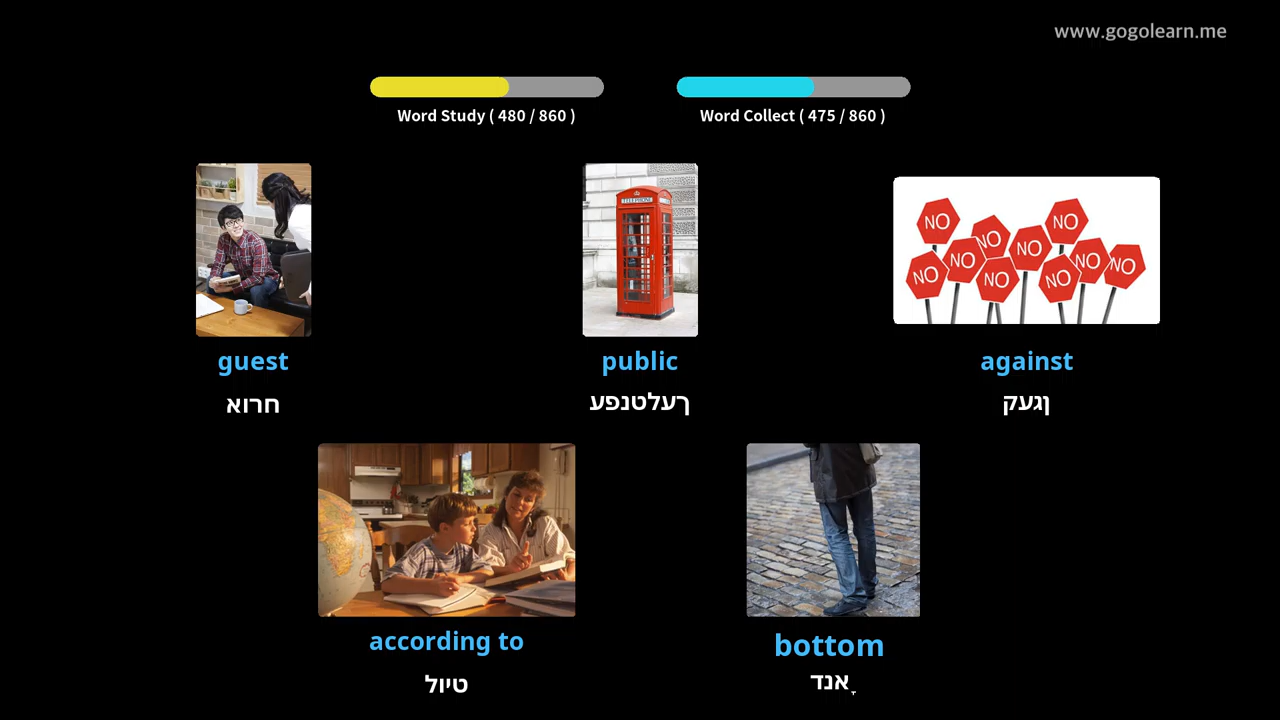 www.gogolearn.me
Word Study ( 480 / 860 )
Word Collect ( 475 / 860 )
guest
חרוא
public
ךעלטנפע
against
ןגעק
according to
טיול
bottom
ָאנד